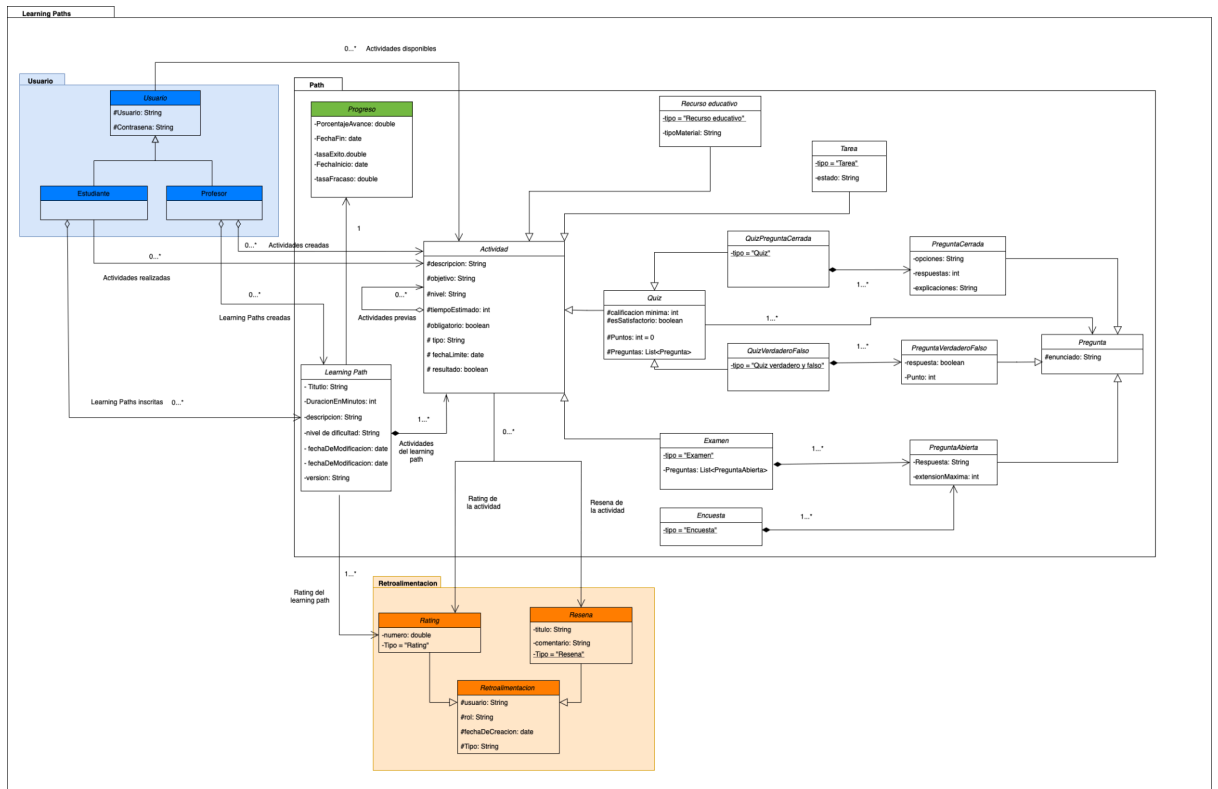 Learning Paths
0...* Actividades disponibles
Usuario
Usuario
#Usuario: String
#Contrasena: String
Estudiante
Profesor
Path
Progreso
-PorcentajeAvance: double
-FechaFin: date
-tasaExito.double
-FechaInicio: date
-tasaFracaso: double
1
Recurso educativo
-tipo = "Recurso educativo"
-tipoMaterial: String
Tarea
-tipo = "Tarea"
-estado: String
0...* Actividades creadas
0...*
Actividades realizadas
0...*
Learning Paths creadas
Learning Paths inscritas 0...*
Actividad
#descripcion: String
#objetivo: String
#nivel: String
#tiempoEstimado: int
#obligatorio: boolean
# tipo: String
# fechaLimite: date
# resultado: boolean
0...*
Actividades previas
QuizPreguntaCerrada
-tipo = "Quiz"
1...*
PreguntaCerrada
-opciones: String
-respuestas: int
-explicaciones: String
Quiz
#calificacion minima: int
#esSatisfactorio: boolean
#Puntos: int = 0
#Preguntas: List<Pregunta>
1...*
QuizVerdaderoFalso
-tipo = "Quiz verdadero y falso"
1...*
PreguntaVerdaderoFalso
-respuesta: boolean
-Punto: int
Pregunta
#enunciado: String
Learning Path
- Titutlo: String
-DuracionEnMinutos: int
-descripcion: String
-nivel de dificultad: String
- fechaDeModificacion: date
- fechaDeModificacion: date
-version: String
1...*
Actividades
del learning
path
0...*
Examen
-tipo = "Examen"
-Preguntas: List<PreguntaAbierta>
1...*
PreguntaAbierta
-Respuesta: String
-extensionMaxima: int
Encuesta
-tipo = "Encuesta"
1...*
Rating de
la actividad
Resena de
la actividad
1...*
Rating del
learning path
Retroalimentacion
Rating
-numero: double
-Tipo = "Rating"
Resena
-titulo: String
-comentario: String
-Tipo = "Resena"
Retroalimentacion
#usuario: String
#rol: String
#fechaDeCreacion: date
#Tipo: String